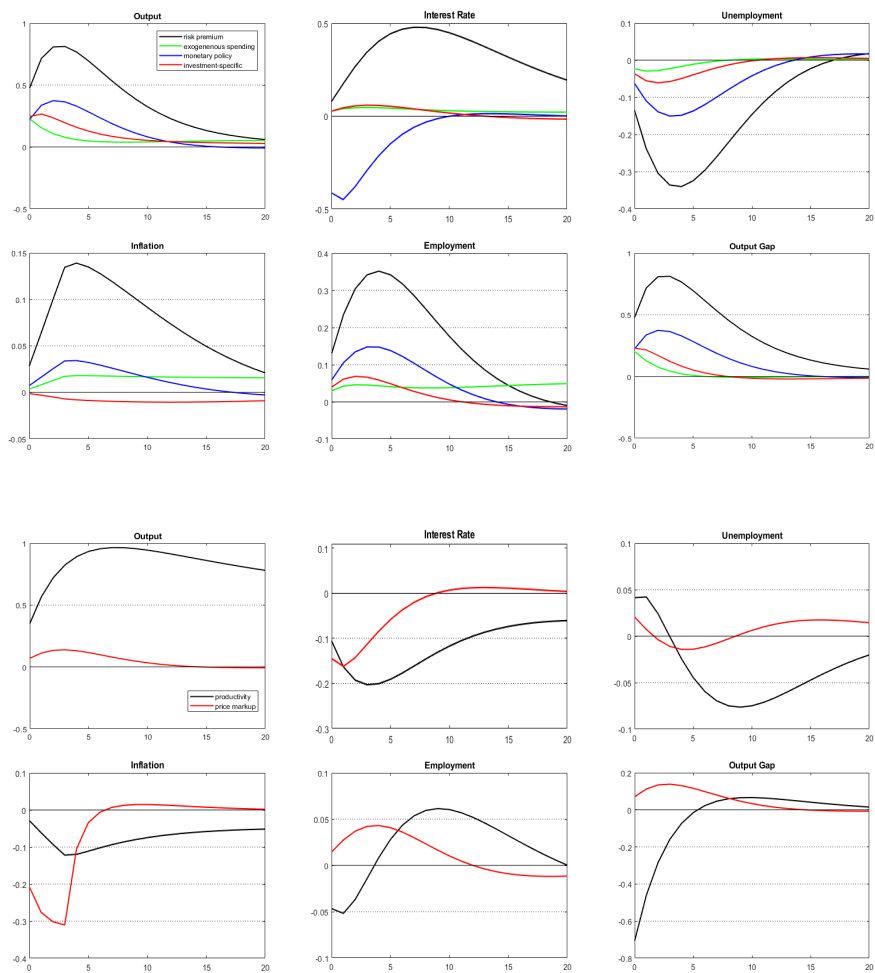 Output
Interest Rate
Unemployment
1
0.5
0
-0.5
0 5 10 15 20
risk premium
exogenenous spending
monetary policy
investment-specific
0.5
0
-0.5
0 5 10 15 20
0.1
0
-0.1
-0.2
-0.3
-0.4
0 5 10 15 20
Inflation
Employment
Output Gap
0.15
0.1
0.05
0
-0.05
0 5 10 15 20
0.4
0.3
0.2
0.1
0
-0.1
0 5 10 15 20
1
0.5
0
-0.5
0 5 10 15 20
Output
Interest Rate
Unemployment
1
0.5
0
-0.5
0 5 10 15 20
productivity
price markup
0.1
0
-0.1
-0.2
-0.3
0 5 10 15 20
0.1
0.05
0
-0.05
-0.1
0 5 10 15 20
Inflation
Employment
Output Gap
0.1
0
-0.1
-0.2
-0.3
-0.4
0 5 10 15 20
0.1
0.05
0
-0.05
-0.1
0 5 10 15 20
0.2
0
-0.2
-0.4
-0.6
-0.8
0 5 10 15 20